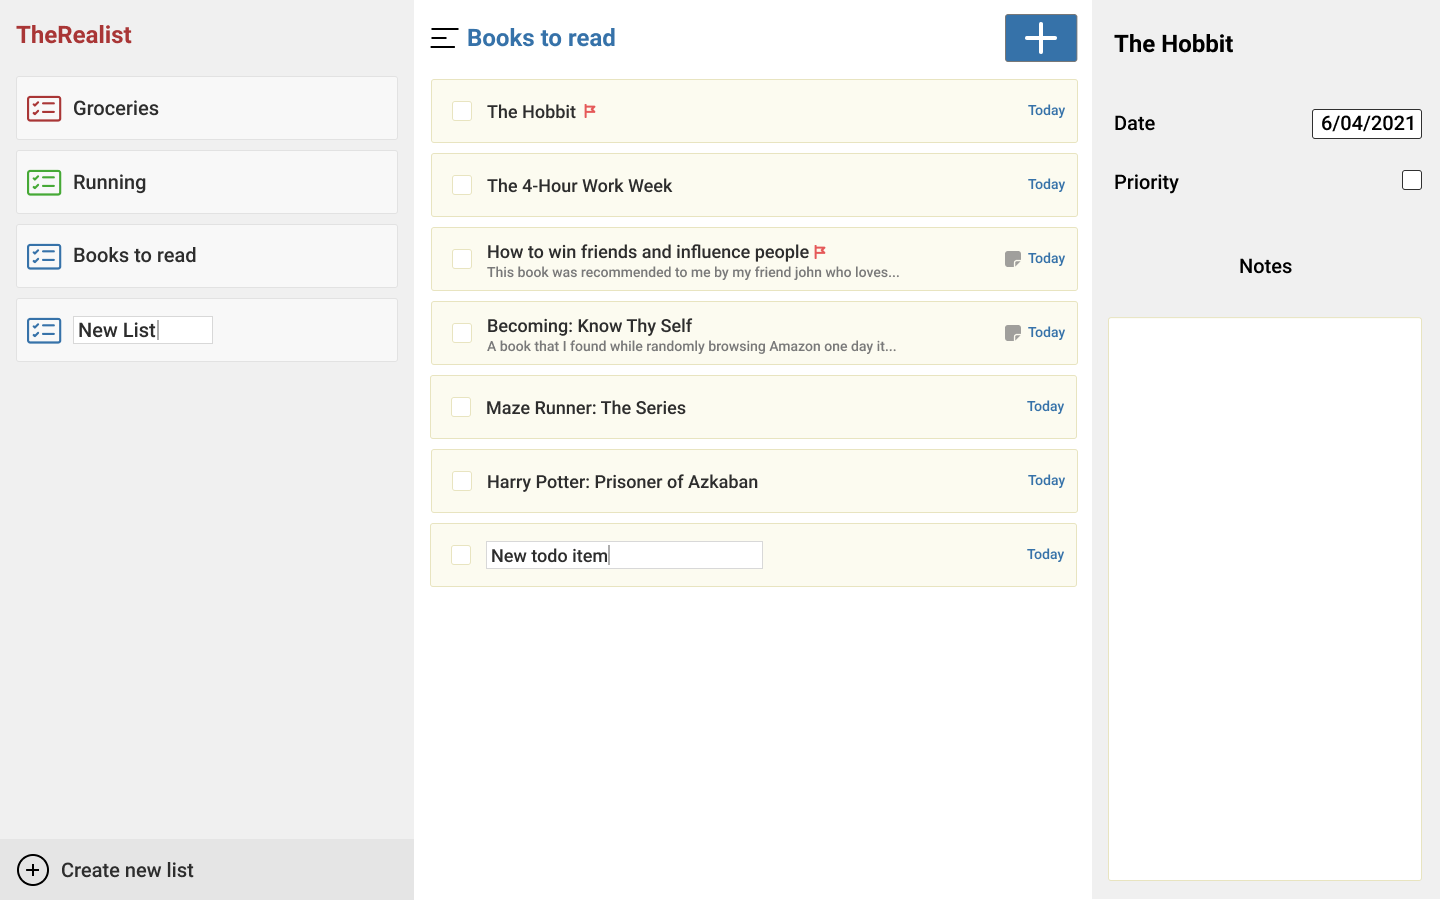 TheRealist
Groceries
Running
Books to read
New List
Create new list
Books to read
The Hobbit
Today
The 4-Hour Work Week
Today
How to win friends and influence people
This book was recommended to me by my friend john who loves...
Today
Becoming: Know Thy Self
A book that I found while randomly browsing Amazon one day it...
Today
Maze Runner: The Series
Today
Harry Potter: Prisoner of Azkaban
Today
New todo item
Today
The Hobbit
Date
6/04/2021
Priority
Notes